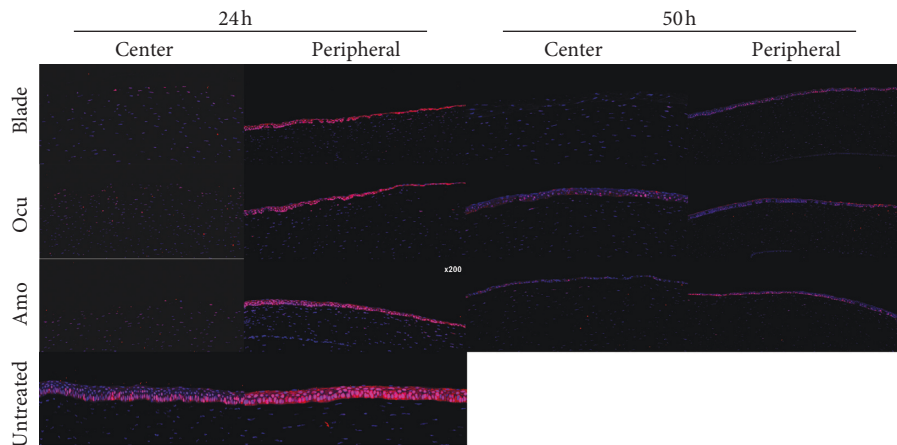 24 h 50 h
Center Peripheral Center Peripheral
Blade
Ocu
x200
Amo
Untreated